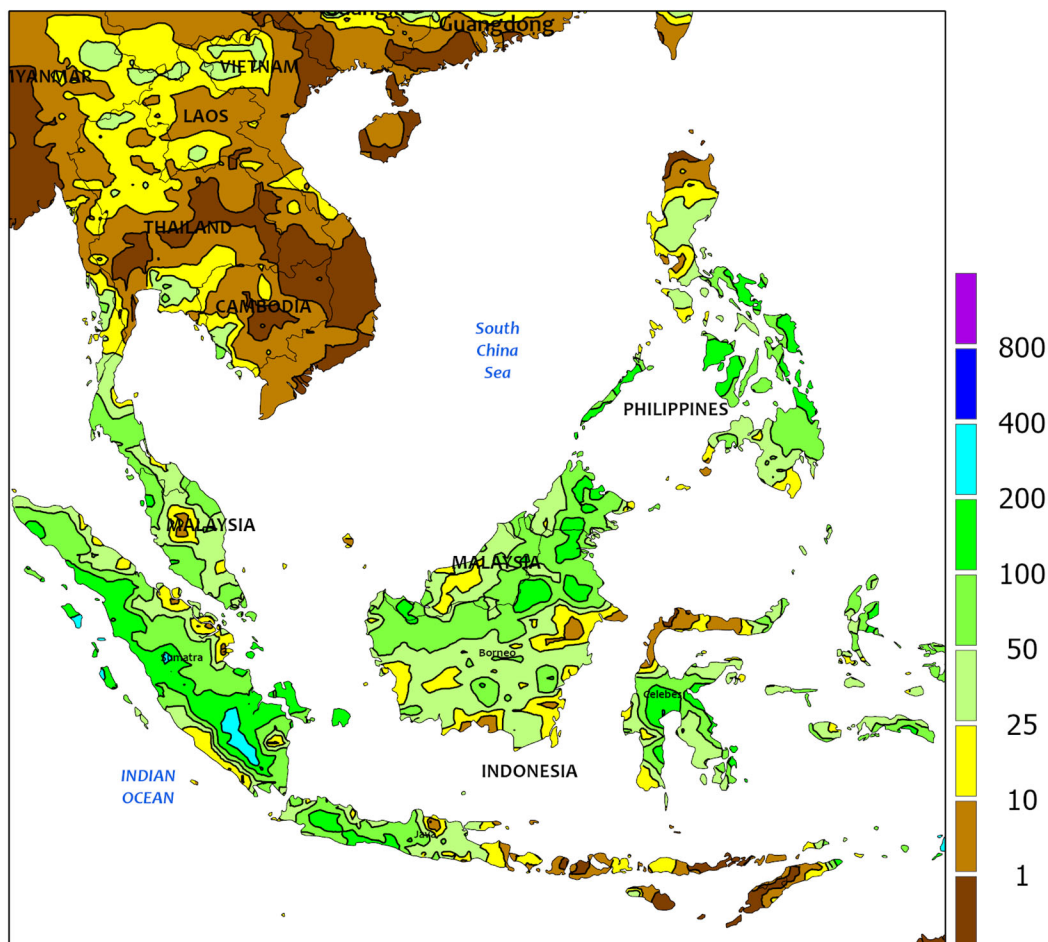 Guangdong
VIETNAM
LAOS
THAILAND
CAMBODIA
South
China
Sea
PHILIPPINES
800
400
200
100
50
25
10
1
MALAYSIA
MALAYSIA
Sumatra
Borneo
Celebes
INDIAN
OCEAN
INDONESIA
Java